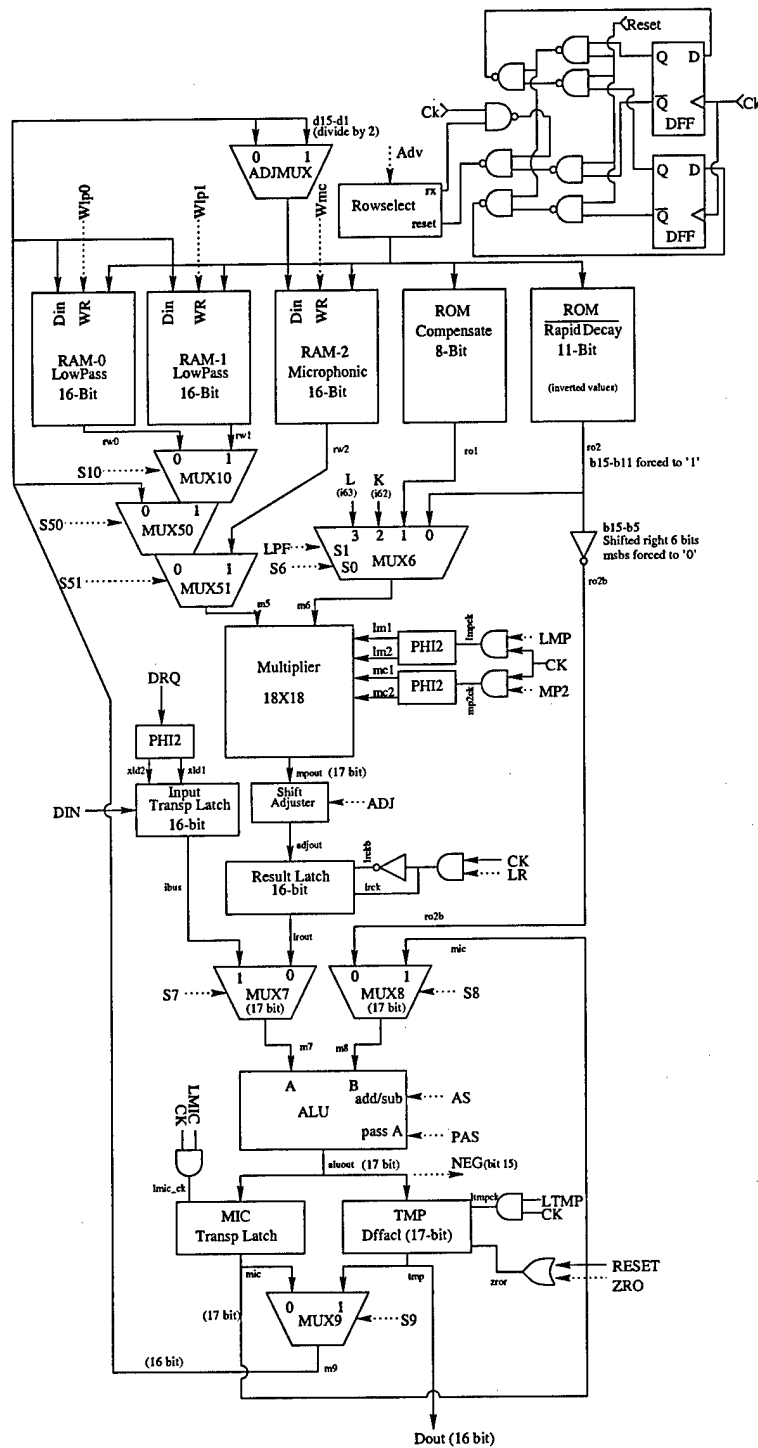 Reset
Q D
Q
DFF
Ck
Q D
Q
DFF
Ck
d15-d1
(divide by 2)
0 1
ADJMUX
Adv
rx
Rowselect
reset
Wlp0
Wlp1
Wmc
Din
WR
RAM-0
LowPass
16-Bit
Din
WR
RAM-1
LowPass
16-Bit
Din
WR
RAM-2
Microphonic
16-Bit
ROM
Compensate
8-Bit
ROM
Rapid Decay
11-Bit
(inverted values)
rw0
rw1
rw2
ro1
ro2
b15-b11 forced to '1'
S10
0 1
MUX10
S50
0 1
MUX50
S51
0 1
MUX51
L
(i63)
K
(i62)
3 2 1 0
LPF
S1
S6
S0
MUX6
b15-b5
Shifted right 6 bits
msbs forced to '0'
ro2b
m5
m6
Multiplier
18X18
lm1
lm2
mc1
mc2
PHI2
PHI2
lmpck
mp2ck
LMP
CK
MP2
DRQ
PHI2
xld2
xld1
DIN
Input
Transp Latch
16-bit
mpout (17 bit)
Shift
Adjuster
ADJ
adjout
Result Latch
16-bit
lrckb
lrck
CK
LR
ibus
lrout
ro2b
mic
1 0
S7
MUX7
(17 bit)
0 1
MUX8
(17 bit)
S8
m7
m8
A B
ALU
add/sub
pass A
AS
PAS
LMIC
CK
lmic_ck
aluout (17 bit)
NEG(bit 15)
MIC
Transp Latch
TMP
Dffacl (17-bit)
ltmpck
LTMP
CK
zror
RESET
ZRO
mic
tmp
(17 bit)
0 1
MUX9
S9
(16 bit)
m9
Dout (16 bit)